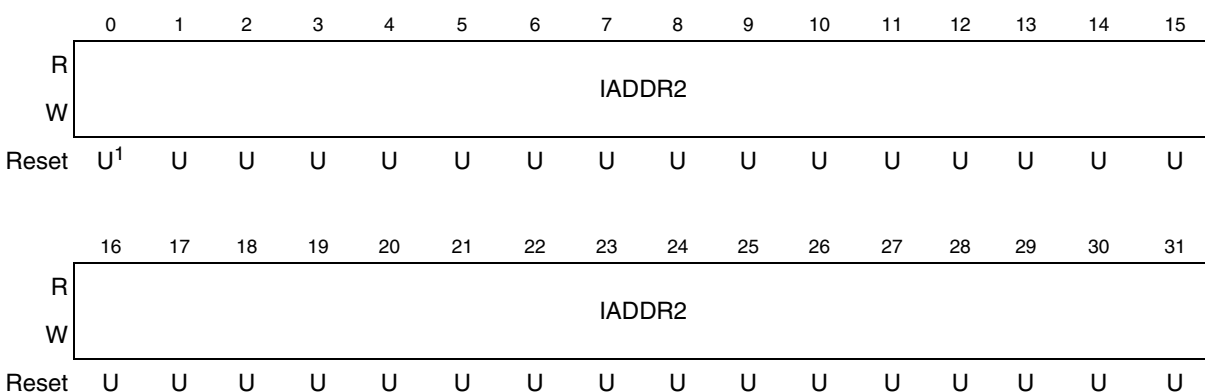 0 1 2 3 4 5 6 7 8 9 10 11 12 13 14 15
R
IADDR2
W
Reset U¹ U U U U U U U U U U U U U U U
16 17 18 19 20 21 22 23 24 25 26 27 28 29 30 31
R
IADDR2
W
Reset U U U U U U U U U U U U U U U U